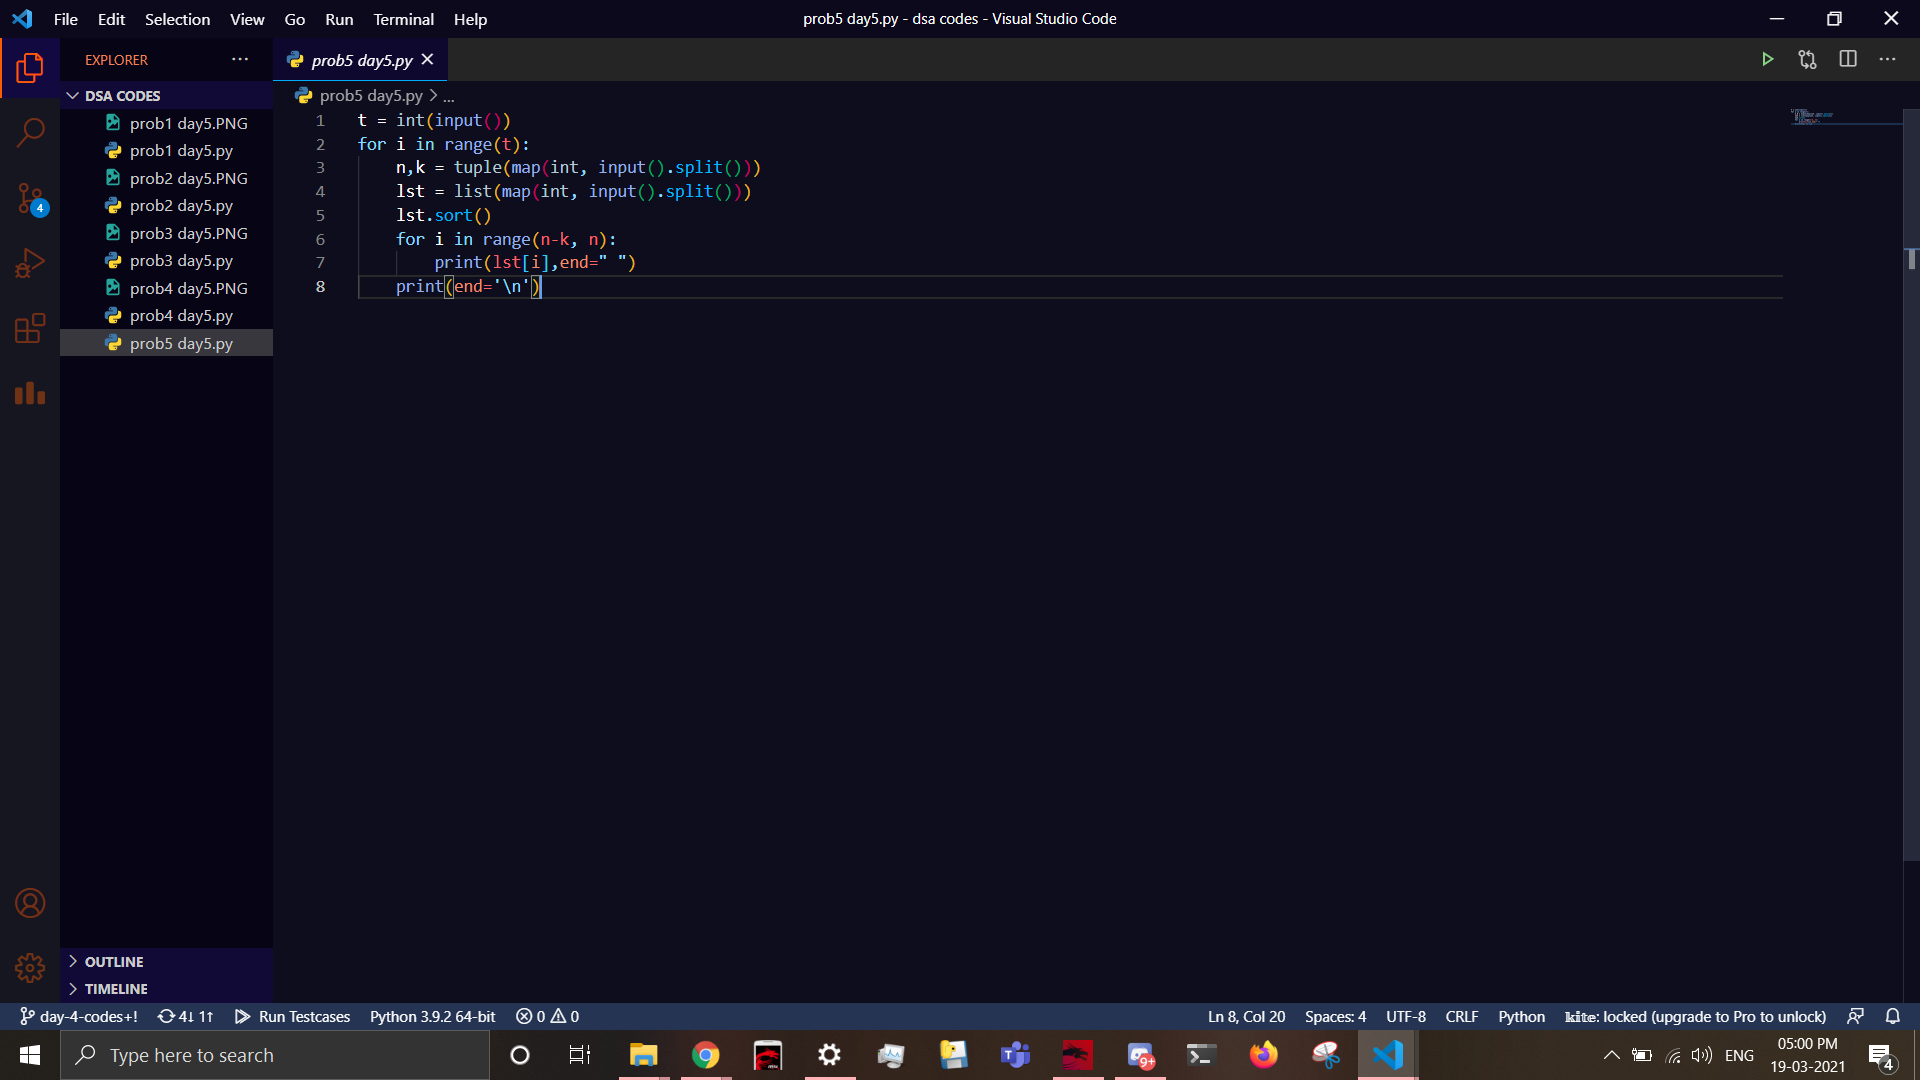 File Edit Selection View Go Run Terminal Help
prob5 day5.py - dsa codes - Visual Studio Code
EXPLORER
prob5 day5.py
DSA CODES
prob5 day5.py > ...
prob1 day5.PNG
prob1 day5.py
prob2 day5.PNG
prob2 day5.py
prob3 day5.PNG
prob3 day5.py
prob4 day5.PNG
prob4 day5.py
prob5 day5.py
4
1 t = int(input())
2 for i in range(t):
3     n,k = tuple(map(int, input().split()))
4     lst = list(map(int, input().split()))
5     lst.sort()
6     for i in range(n-k, n):
7         print(lst[i],end=" ")
8     print(end='\n')
OUTLINE
TIMELINE
day-4-codes+! 4↓ 1↑ Run Testcases Python 3.9.2 64-bit 0 0 Ln 8, Col 20 Spaces: 4 UTF-8 CRLF Python kite: locked (upgrade to Pro to unlock)
Type here to search
9+
ENG
05:00 PM
19-03-2021
4